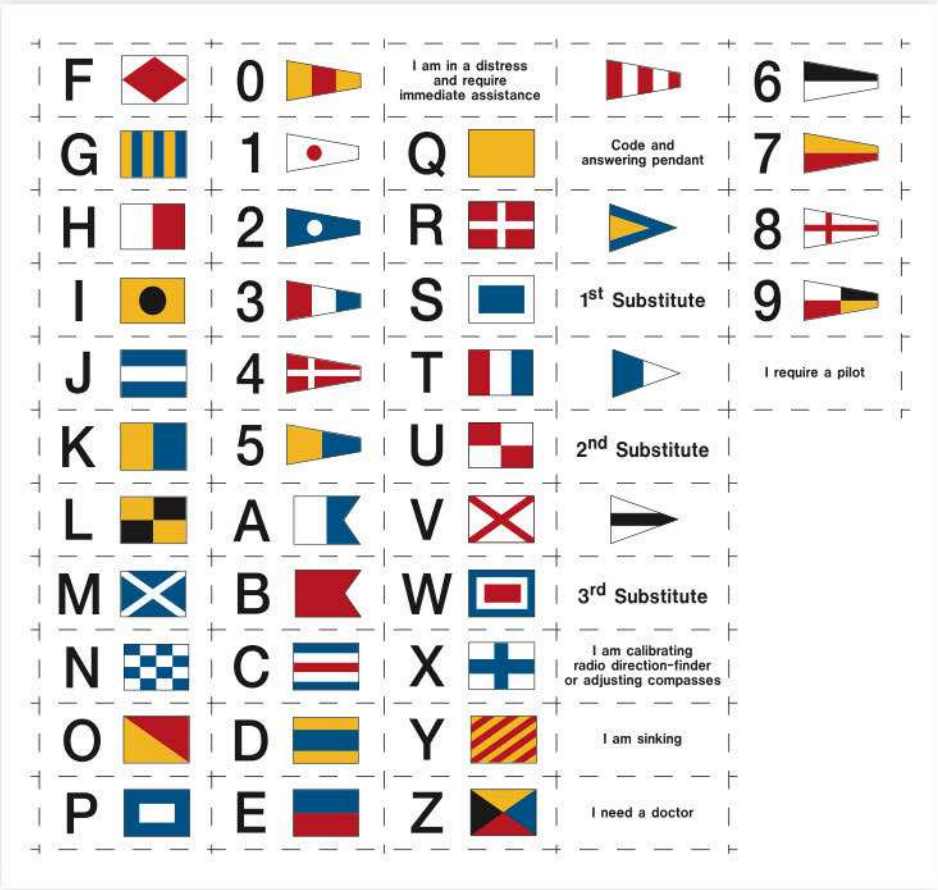 F
G
H
I
J
K
L
M
N
O
P
0
1
2
3
4
5
A
B
C
D
E
I am in a distress
and require
immediate assistance
Q
R
S
T
U
V
W
X
Y
Z
Code and
answering pendant
1st Substitute
2nd Substitute
3rd Substitute
I am calibrating
radio direction-finder
or adjusting compasses
I am sinking
I need a doctor
6
7
8
9
I require a pilot